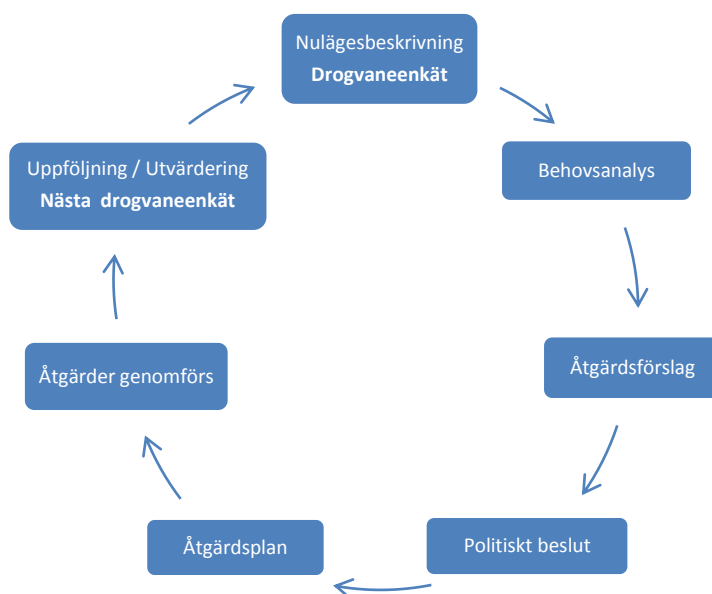 Nulägesbeskrivning
Drogvaneenkät
Behovsanalys
Åtgärdsförslag
Politiskt beslut
Åtgärdsplan
Åtgärder genomförs
Uppföljning / Utvärdering
Nästa drogvaneenkät